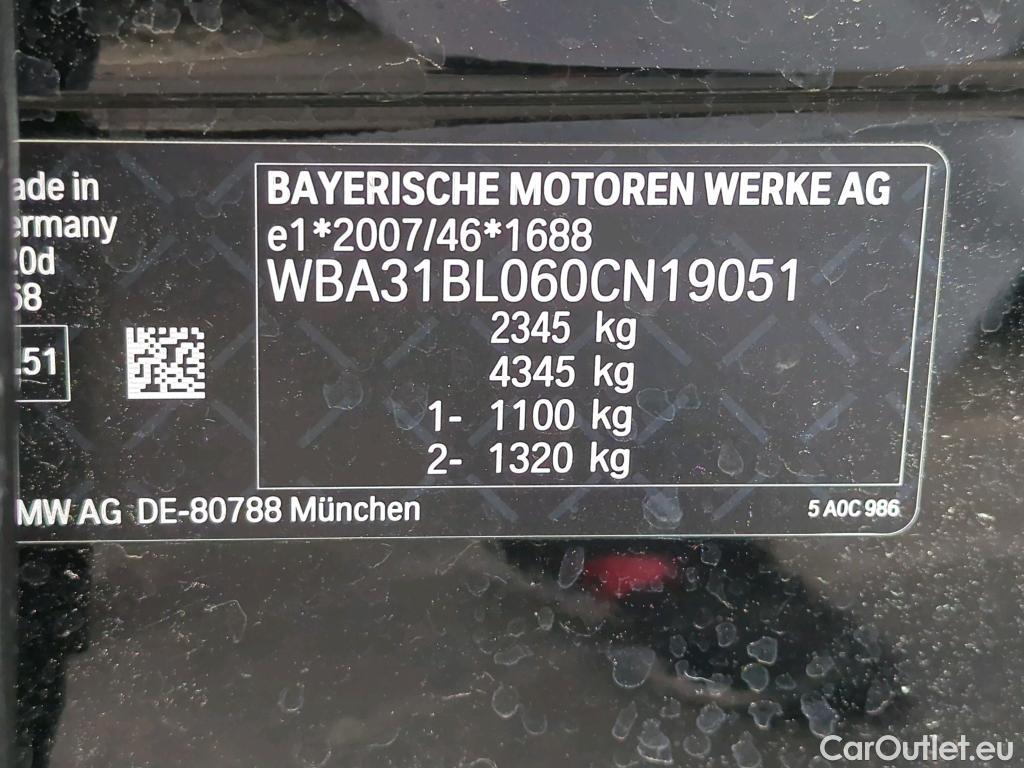 ade in
ermany
20d
68
.51
BAYERISCHE MOTOREN WERKE AG
e1*2007/46*1688
WBA31BL060CN19051
2345 kg
4345 kg
1- 1100 kg
2- 1320 kg
MW AG DE-80788 München
5 A0C 986
CarOutlet.eu